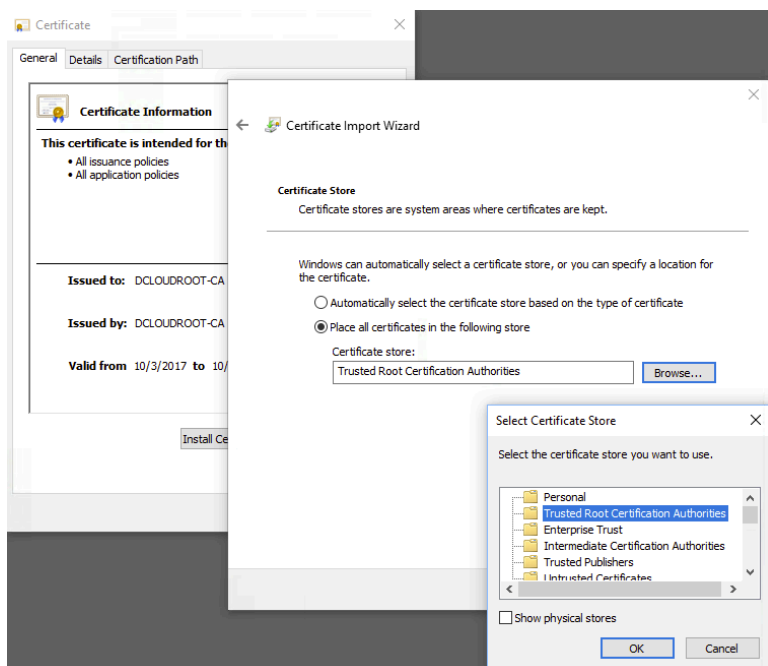 Certificate
General Details Certification Path
Certificate Information
This certificate is intended for th
• All issuance policies
• All application policies
Issued to: DCLOUDROOT-CA
Issued by: DCLOUDROOT-CA
Valid from 10/3/2017 to 10/
Install Ce
Certificate Import Wizard
Certificate Store
Certificate stores are system areas where certificates are kept.
Windows can automatically select a certificate store, or you can specify a location for
the certificate.
Automatically select the certificate store based on the type of certificate
Place all certificates in the following store
Certificate store:
Trusted Root Certification Authorities
Browse...
Select Certificate Store
Select the certificate store you want to use.
Personal
Trusted Root Certification Authorities
Enterprise Trust
Intermediate Certification Authorities
Trusted Publishers
Untrusted Certificates
Show physical stores
OK Cancel